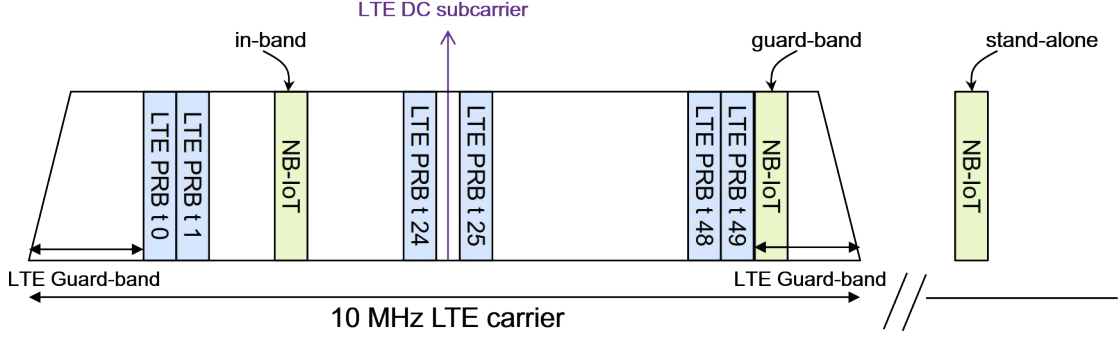 LTE DC subcarrier
in-band
guard-band
stand-alone
LTE PRB t 0
LTE PRB t 1
NB-IoT
LTE PRB t 24
LTE PRB t 25
LTE PRB t 48
LTE PRB t 49
NB-IoT
NB-IoT
LTE Guard-band
LTE Guard-band
10 MHz LTE carrier